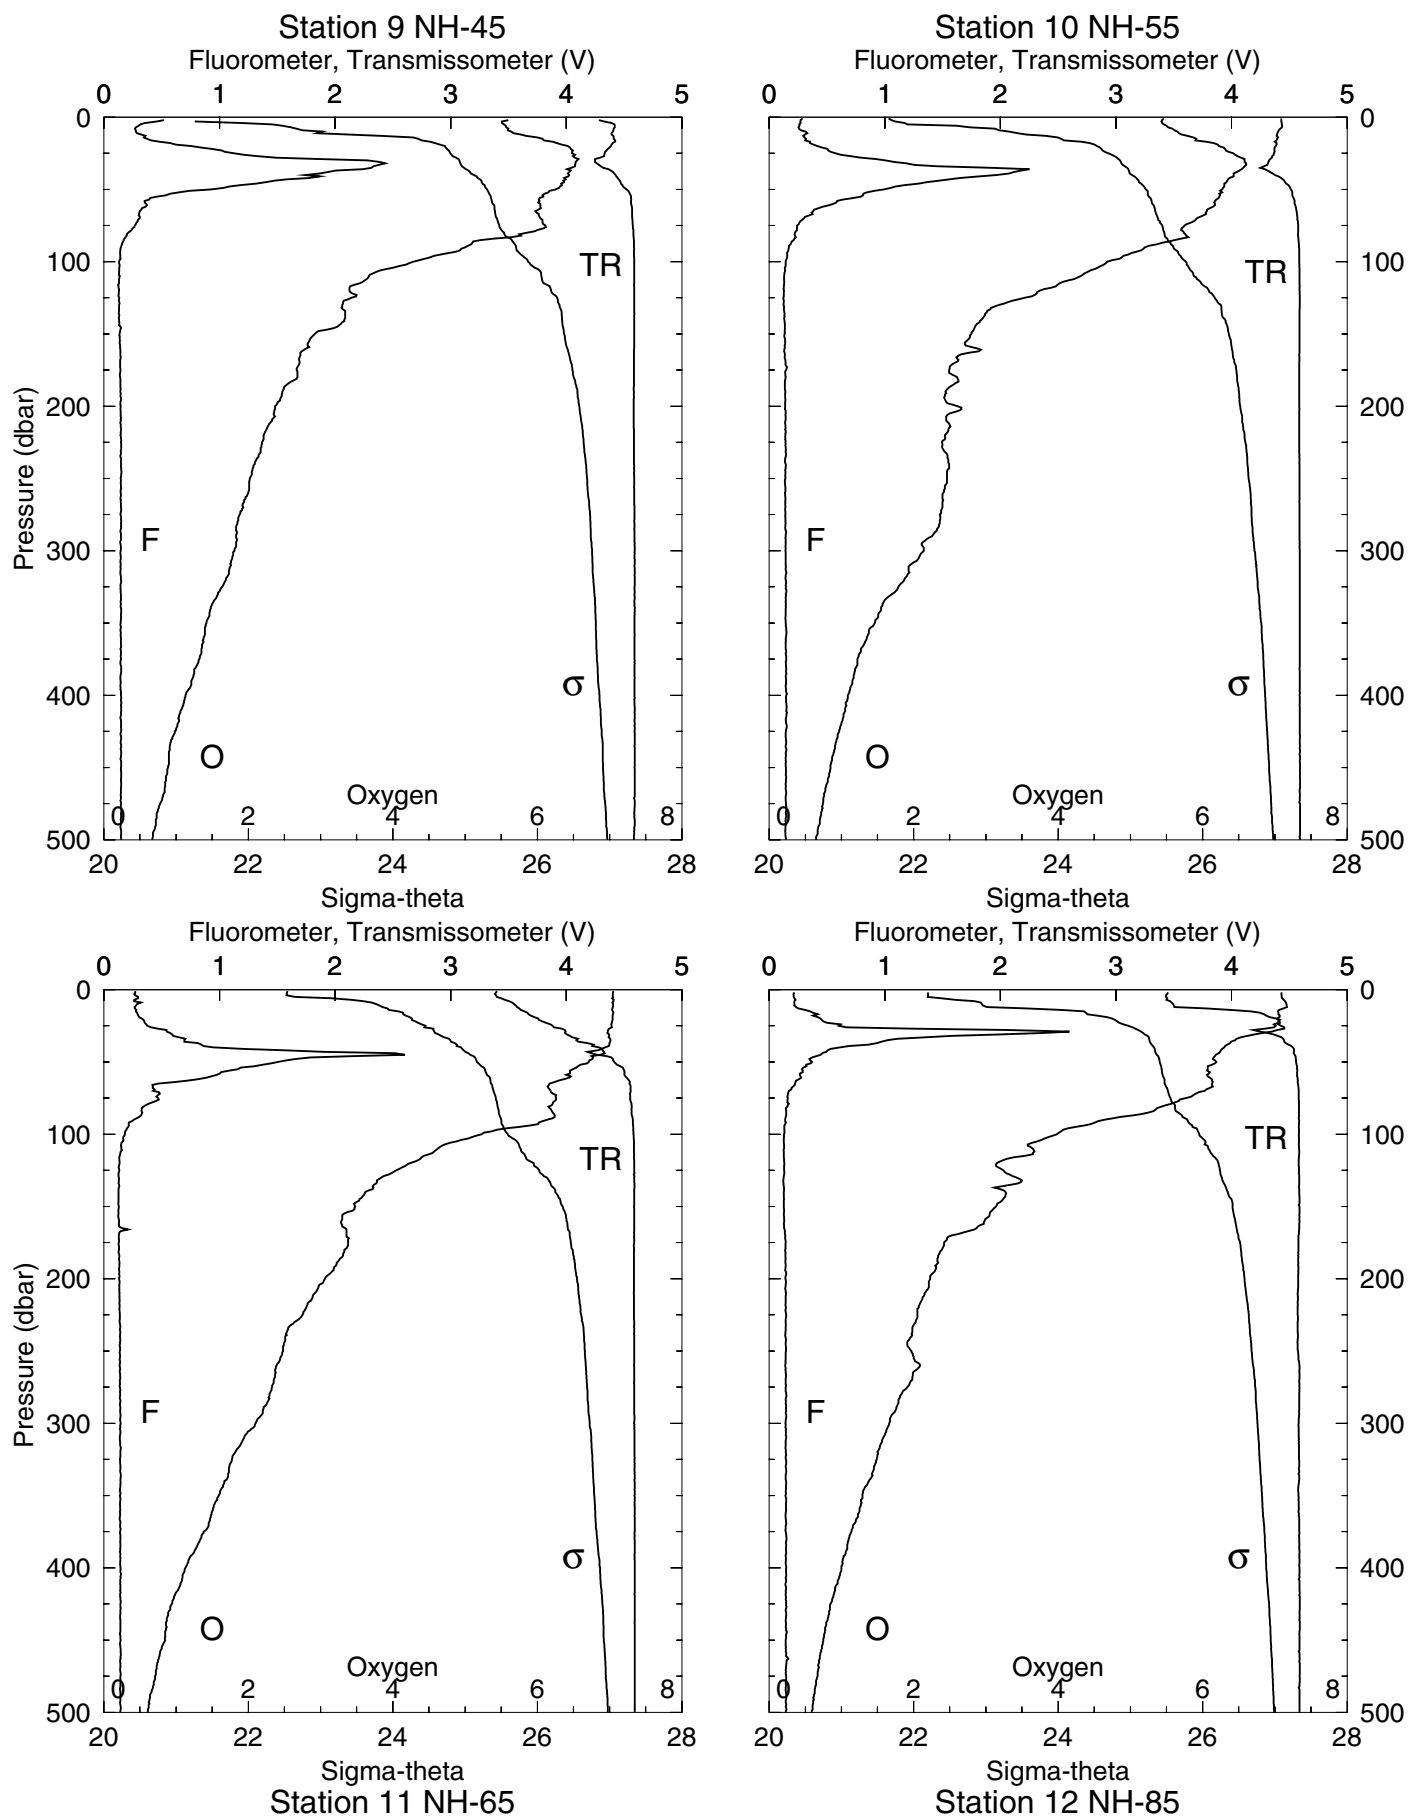 Station 9 NH-45
Fluorometer, Transmissometer (V)
0 1 2 3 4 5
0
100
200
300
400
500
Pressure (dbar)
TR
F
σ
O
Oxygen
0 2 4 6 8
20 22 24 26 28
Sigma-theta
Station 10 NH-55
Fluorometer, Transmissometer (V)
0 1 2 3 4 5
0
100
200
300
400
500
TR
F
σ
O
Oxygen
0 2 4 6 8
20 22 24 26 28
Sigma-theta
Fluorometer, Transmissometer (V)
0 1 2 3 4 5
0
100
200
300
400
500
Pressure (dbar)
TR
F
σ
O
Oxygen
0 2 4 6 8
20 22 24 26 28
Sigma-theta
Station 11 NH-65
Fluorometer, Transmissometer (V)
0 1 2 3 4 5
0
100
200
300
400
500
TR
F
σ
O
Oxygen
0 2 4 6 8
20 22 24 26 28
Sigma-theta
Station 12 NH-85